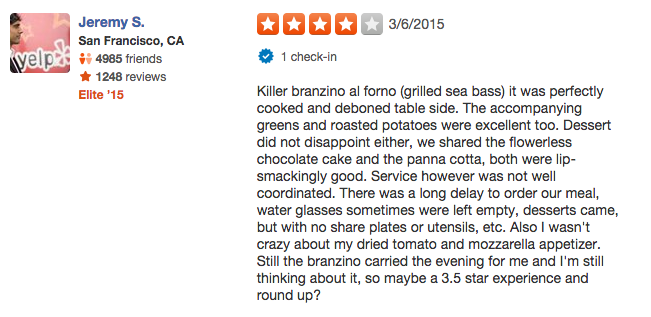 Jeremy S.
San Francisco, CA
4985 friends
1248 reviews
Elite '15
yelp
3/6/2015
1 check-in
Killer branzino al forno (grilled sea bass) it was perfectly
cooked and deboned table side. The accompanying
greens and roasted potatoes were excellent too. Dessert
did not disappoint either, we shared the flowerless
chocolate cake and the panna cotta, both were lip-
smackingly good. Service however was not well
coordinated. There was a long delay to order our meal,
water glasses sometimes were left empty, desserts came,
but with no share plates or utensils, etc. Also I wasn't
crazy about my dried tomato and mozzarella appetizer.
Still the branzino carried the evening for me and I'm still
thinking about it, so maybe a 3.5 star experience and
round up?